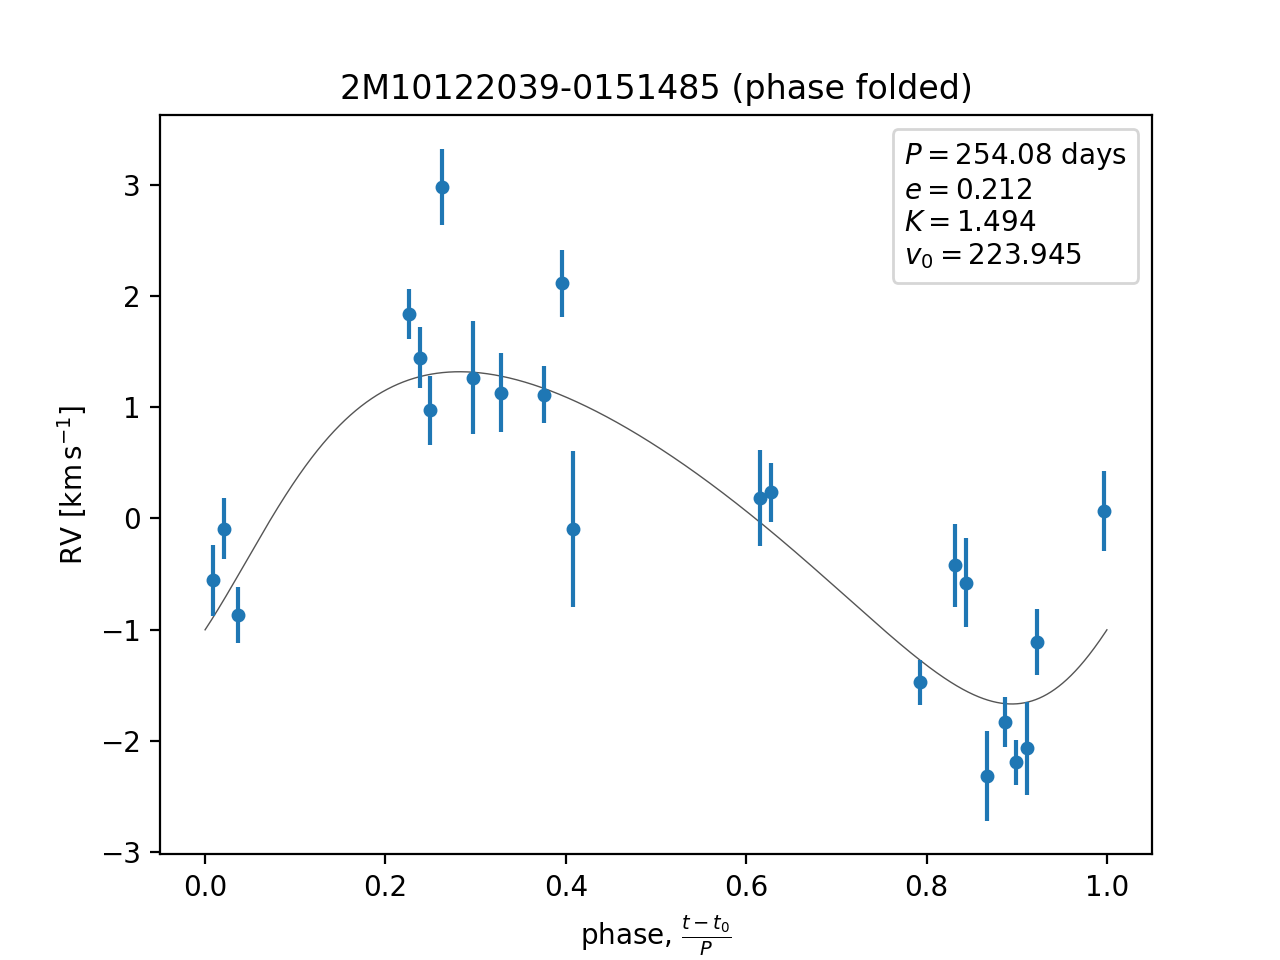 2M10122039-0151485 (phase folded)
P = 254.08 days
e = 0.212
K = 1.494
v₀ = 223.945
RV [km s⁻¹]
3
2
1
0
−1
−2
−3
0.0 0.2 0.4 0.6 0.8 1.0
phase, (t − t₀)/P